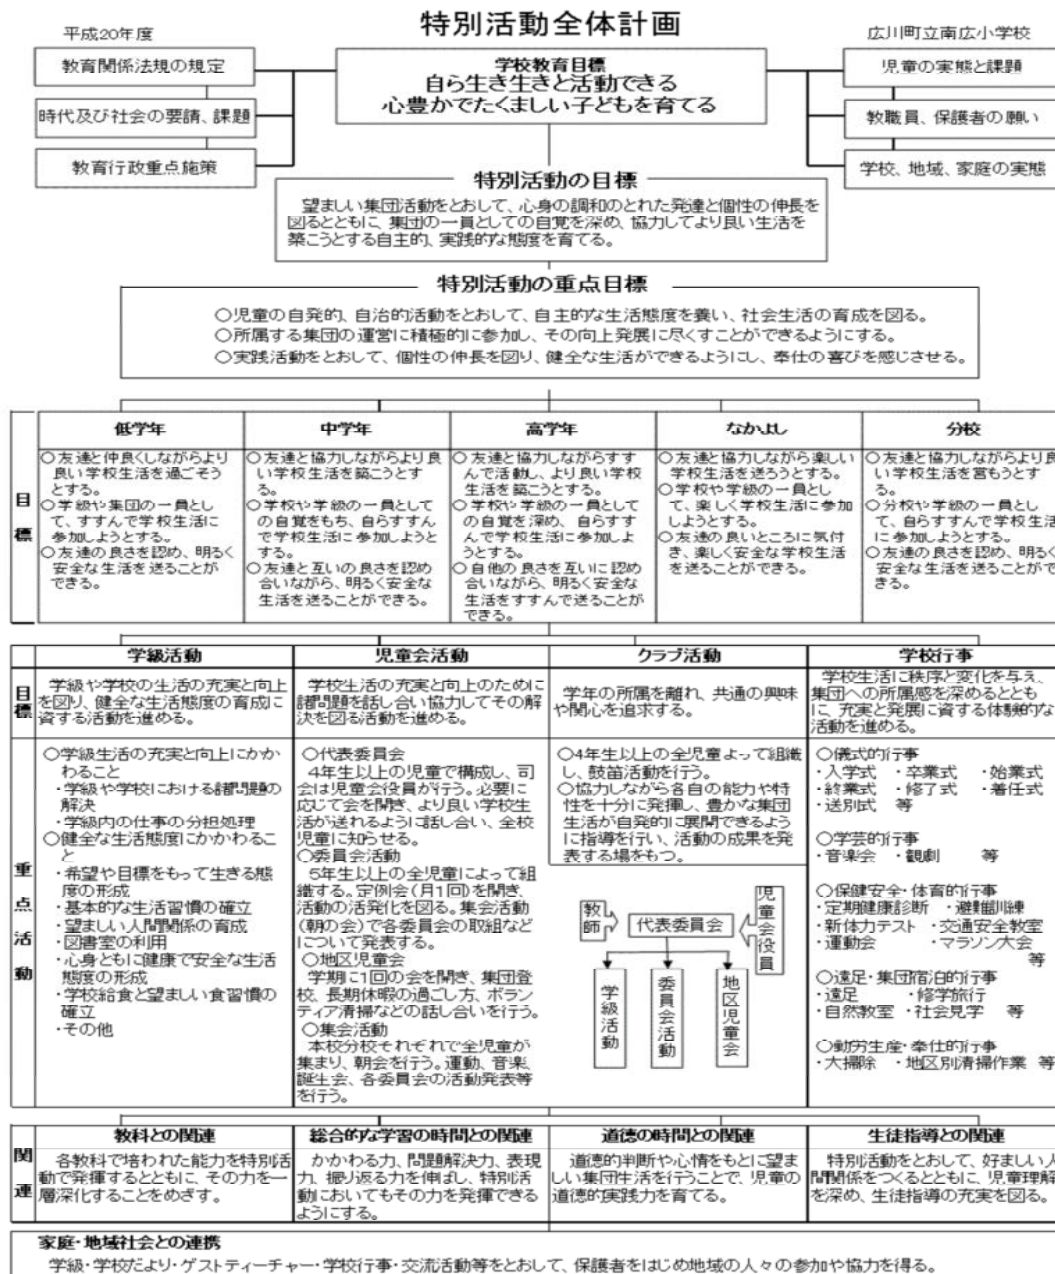 特別活動全体計画
平成20年度
広川町立南広小学校
教育関係法規の規定
時代及び社会の要請、課題
教育行政重点施策
学校教育目標
自ら生き生きと活動できる
心豊かでたくましい子どもを育てる
児童の実態と課題
教職員、保護者の願い
学校、地域、家庭の実態
特別活動の目標
望ましい集団活動をとおして、心身の調和のとれた発達と個性の伸長を
図るとともに、集団の一員としての自覚を深め、協力してより良い生活を
築こうとする自主的、実践的な態度を育てる。
特別活動の重点目標
○児童の自発的、自治的活動をとおして、自主的な生活態度を養い、社会生活の育成を図る。
○所属する集団の運営に積極的に参加し、その向上発展に尽くすことができるようにする。
○実践活動をとおして、個性の伸長を図り、健全な生活ができるようにし、奉仕の喜びを感じさせる。
目標
低学年
○友達と仲良くしながらより
良い学校生活を過ごそう
とする。
○学級や集団の一員とし
て、すすんで学校生活に
参加しようとする。
○友達の良さを認め、明るく
安全な生活を送ることが
できる。
中学年
○友達と協力しながらより良
い学校生活を築こうとす
る。
○学校や学級の一員として
の自覚をもち、自らすすん
で学校生活に参加しようと
する。
○友達と互いの良さを認め
合いながら、明るく安全な
生活を送ることができる。
高学年
○友達と協力しながらすす
んで活動し、より良い学校
生活を築こうとする。
○学校や学級の一員として
の自覚を深め、自らすす
んで学校生活に参加しよ
うとする。
○自他の良さを互いに認め
合いながら、明るく安全な
生活をすすんで送ることが
できる。
なかよし
○友達と協力しながら楽しい
学校生活を送ろうとする。
○学校や学級の一員とし
て、楽しく学校生活に参加
しようとする。
○友達の良いところに気付
き、楽しく安全な学校生活
を送ることができる。
分校
○友達と協力しながらより良
い学校生活を営もうとす
る。
○分校や学級の一員とし
て、自らすすんで学校生活
に参加しようとする。
○友達の良さを認め、明るく
安全な生活を送ることがで
きる。
目標
学級活動
学級や学校の生活の充実と向上
を図り、健全な生活態度の育成に
資する活動を進める。
児童会活動
学校生活の充実と向上のために
諸問題を話し合い協力してその解
決を図る活動を進める。
クラブ活動
学年の所属を離れ、共通の興味
や関心を追求する。
学校行事
学校生活に秩序と変化を与え、
集団への所属感を深めるととも
に、充実と発展に資する体験的な
活動を進める。
重点活動
○学級生活の充実と向上にかか
わること
・学級や学校における諸問題の
解決
・学級内の仕事の分担処理
○健全な生活態度にかかわるこ
と
・希望や目標をもって生きる態
度の形成
・基本的な生活習慣の確立
・望ましい人間関係の育成
・図書室の利用
・心身ともに健康で安全な生活
態度の形成
・学校給食と望ましい食習慣の
確立
・その他
○代表委員会
4年生以上の児童で構成し、司
会は児童会役員が行う。必要に
応じて会を開き、より良い学校生
活が送れるように話し合い、全校
児童に知らせる。
○委員会活動
5年生以上の全児童によって組
織する。定例会(月1回)を開き、
活動の活発化を図る。集会活動
(朝の会)で各委員会の取組など
について発表する。
○地区児童会
学期に1回の会を開き、集団登
校、長期休暇の過ごし方、ボラン
ティア清掃などの話し合いを行う。
○集会活動
本校分校それぞれで全児童が
集まり、朝会を行う。運動、音楽、
誕生会、各委員会の活動発表等
を行う。
○4年生以上の全児童よって組織
し、鼓笛活動を行う。
○協力しながら各自の能力や特
性を十分に発揮し、豊かな集団
生活が自発的に展開できるよう
に指導を行い、活動の成果を発
表する場をもつ。
教師
代表委員会
児童会役員
学級活動
委員会活動
地区児童会
○儀式的行事
・入学式 ・卒業式 ・始業式
・終業式 ・修了式 ・着任式
・送別式 等
○学芸的行事
・音楽会 ・観劇 等
○保健安全・体育的行事
・定期健康診断 ・避難訓練
・新体力テスト ・交通安全教室
・運動会 ・マラソン大会
等
○遠足・集団宿泊的行事
・遠足 ・修学旅行
・自然教室 ・社会見学 等
○勤労生産・奉仕的行事
・大掃除 ・地区別清掃作業 等
関連
教科との関連
各教科で培われた能力を特別活
動で発揮するとともに、その力を一
層深化することをめざす。
総合的な学習の時間との関連
かかわる力、問題解決力、表現
力、振り返る力を伸ばし、特別活
動においてもその力を発揮できる
ようにする。
道徳の時間との関連
道徳的判断や心情をもとに望ま
しい集団生活を行うことで、児童の
道徳的実践力を育てる。
生徒指導との関連
特別活動をとおして、好ましい人
間関係をつくるとともに、児童理解
を深め、生徒指導の充実を図る。
家庭・地域社会との連携
学級・学校だより・ゲストティーチャー・学校行事・交流活動等をとおして、保護者をはじめ地域の人々の参加や協力を得る。